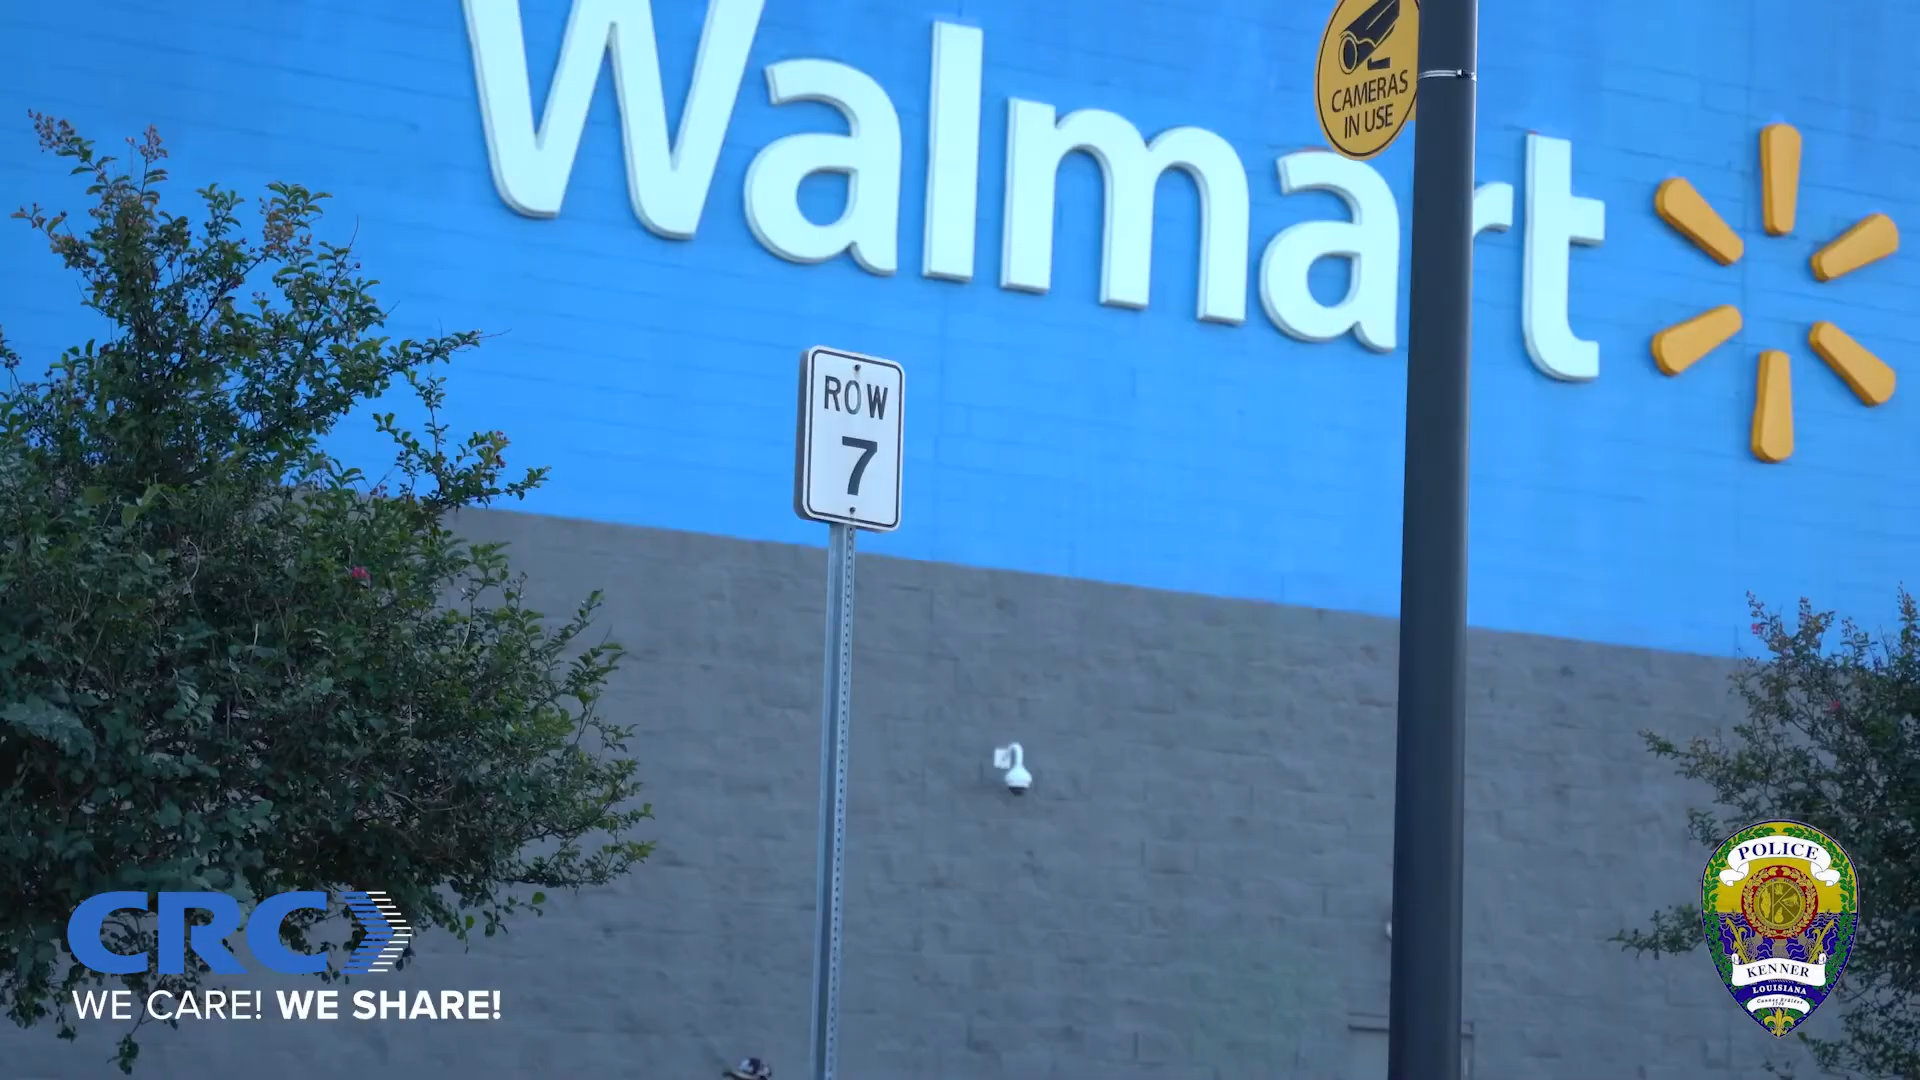 Walmart
CAMERAS
IN USE
ROW
7
CRC
WE CARE! WE SHARE!
POLICE
KENNER
LOUISIANA